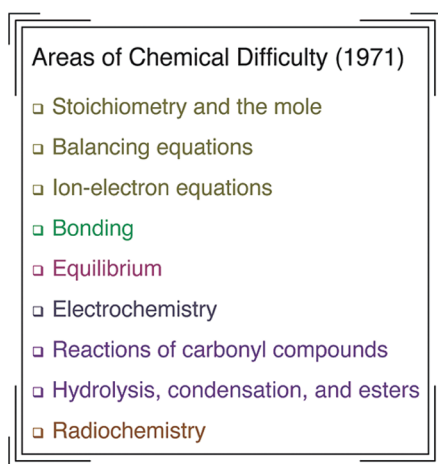 Areas of Chemical Difficulty (1971)
Stoichiometry and the mole
Balancing equations
Ion-electron equations
Bonding
Equilibrium
Electrochemistry
Reactions of carbonyl compounds
Hydrolysis, condensation, and esters
Radiochemistry